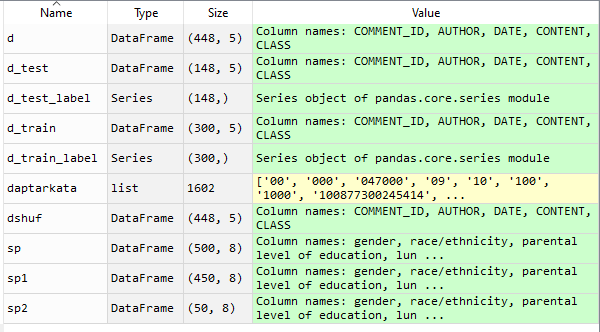 Name Type Size Value
d DataFrame (448, 5) Column names: COMMENT_ID, AUTHOR, DATE, CONTENT,
CLASS
d_test DataFrame (148, 5) Column names: COMMENT_ID, AUTHOR, DATE, CONTENT,
CLASS
d_test_label Series (148,) Series object of pandas.core.series module
d_train DataFrame (300, 5) Column names: COMMENT_ID, AUTHOR, DATE, CONTENT,
CLASS
d_train_label Series (300,) Series object of pandas.core.series module
daptarkata list 1602 ['00', '000', '047000', '09', '10', '100',
'1000', '100877300245414', ...
dshuf DataFrame (448, 5) Column names: COMMENT_ID, AUTHOR, DATE, CONTENT,
CLASS
sp DataFrame (500, 8) Column names: gender, race/ethnicity, parental
level of education, lun ...
sp1 DataFrame (450, 8) Column names: gender, race/ethnicity, parental
level of education, lun ...
sp2 DataFrame (50, 8) Column names: gender, race/ethnicity, parental
level of education, lun ...